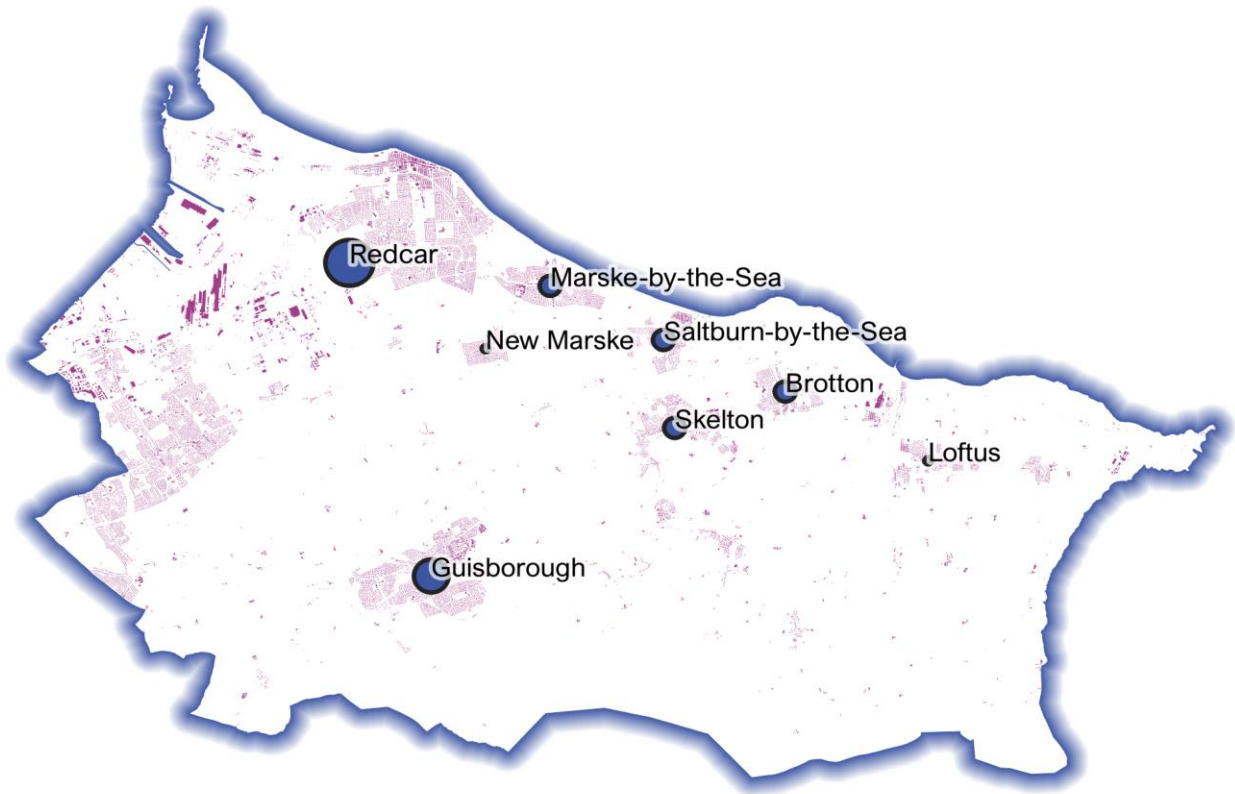 Redcar
Marske-by-the-Sea
New Marske
Saltburn-by-the-Sea
Brotton
Skelton
Loftus
Guisborough